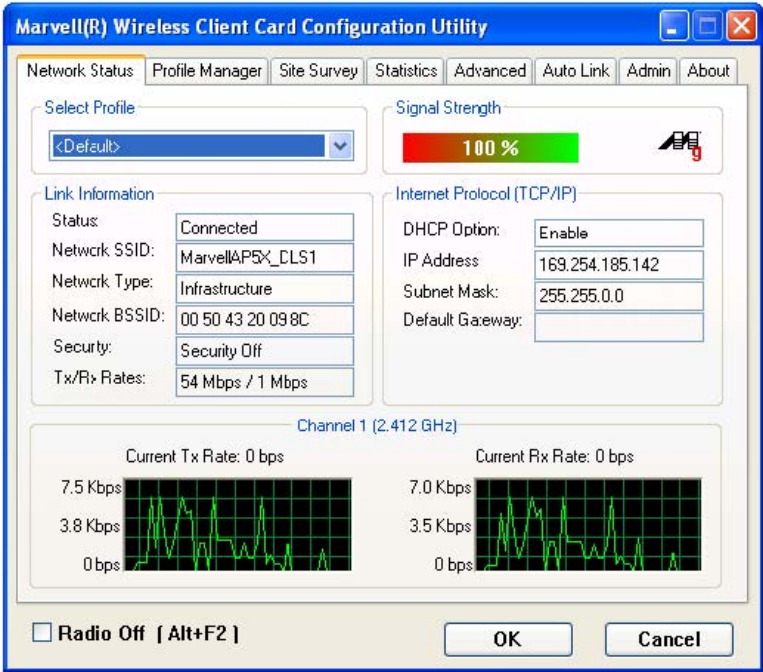 Marvell(R) Wireless Client Card Configuration Utility
Network Status Profile Manager Site Survey Statistics Advanced Auto Link Admin About
Select Profile
<Default>
Signal Strength
100 %
g
Link Information
Status: Connected
Network SSID: MarvellAP5X_CLS1
Network Type: Infrastructure
Network BSSID: 00 50 43 20 09 8C
Security: Security Off
Tx/Rx Rates: 54 Mbps / 1 Mbps
Internet Protocol (TCP/IP)
DHCP Option: Enable
IP Address 169.254.185.142
Subnet Mask: 255.255.0.0
Default Gateway:
Channel 1 (2.412 GHz)
Current Tx Rate: 0 bps
7.5 Kbps
3.8 Kbps
0 bps
Current Rx Rate: 0 bps
7.0 Kbps
3.5 Kbps
0 bps
Radio Off [ Alt+F2 ]
OK
Cancel